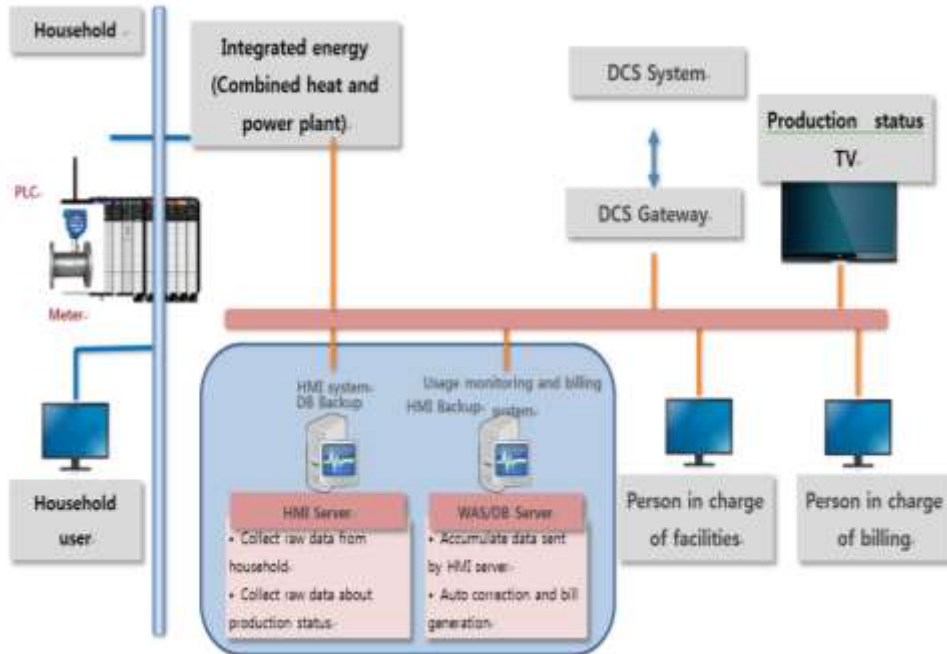 Household
Integrated energy
(Combined heat and
power plant)
DCS System
Production status
TV
PLC
DCS Gateway
Meter
HMI system
DB Backup
Usage monitoring and billing
HMI Backup
system
Household
user
HMI Server
• Collect raw data from
household
• Collect raw data about
production status
WAS/DB Server
• Accumulate data sent
by HMI server
• Auto correction and bill
generation
Person in charge
of facilities
Person in charge
of billing